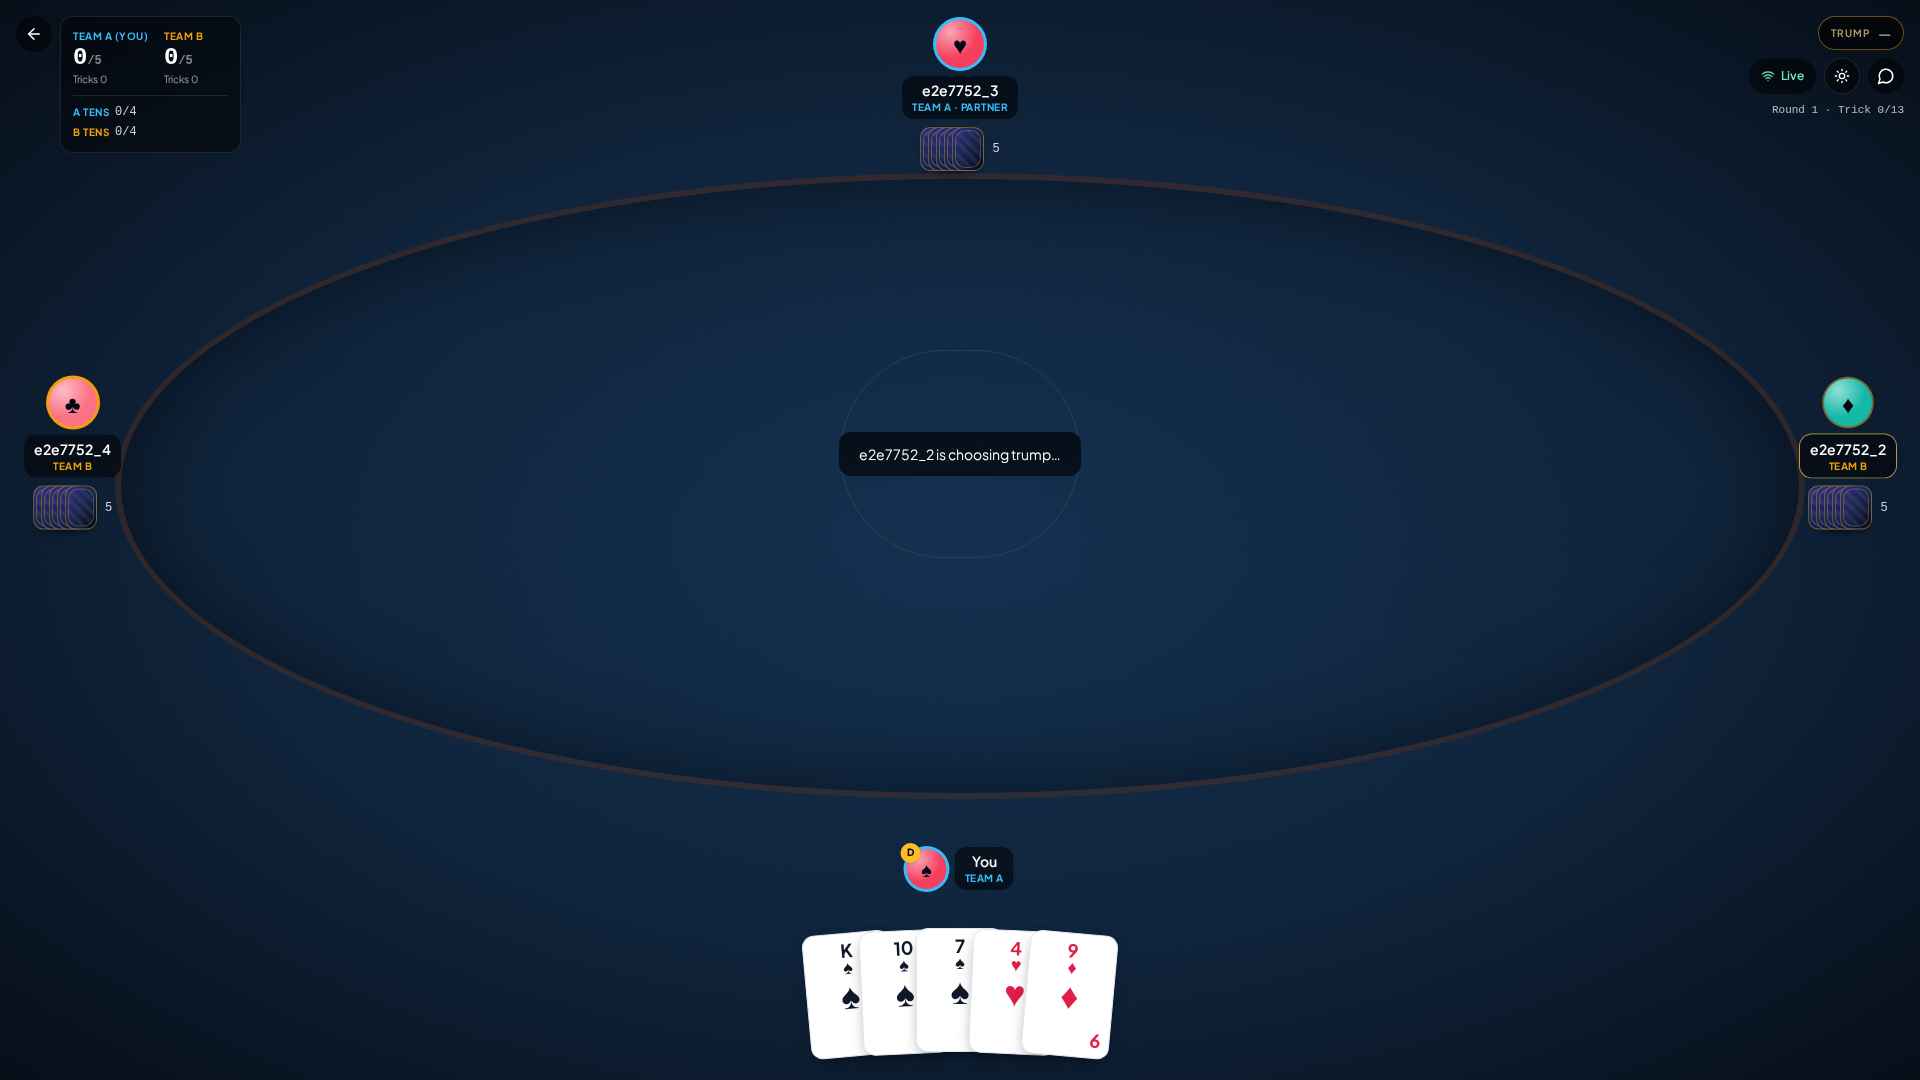 TEAM A (YOU) TEAM B
0/5 0/5
Tricks 0 Tricks 0
A TENS 0/4
B TENS 0/4
e2e7752_3
TEAM A · PARTNER
5
TRUMP —
Live
Round 1 · Trick 0/13
e2e7752_4
TEAM B
5
e2e7752_2 is choosing trump...
e2e7752_2
TEAM B
5
D
You
TEAM A
K 10 7 4 9
9